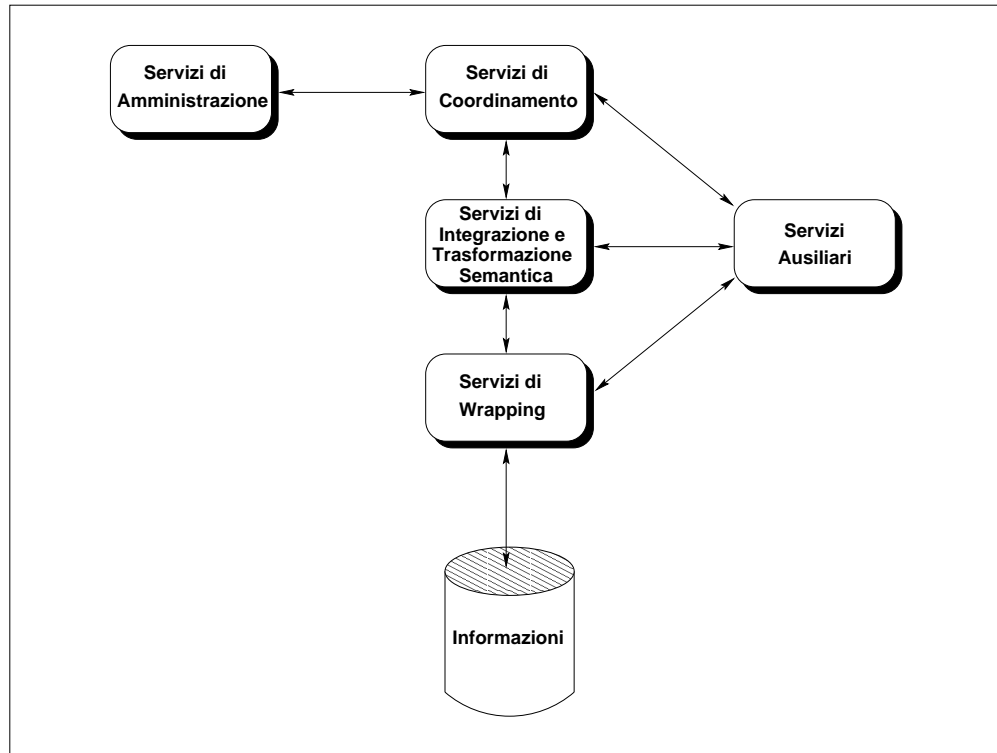 Servizi di
Amministrazione
Servizi di
Coordinamento
Servizi di
Integrazione e
Trasformazione
Semantica
Servizi
Ausiliari
Servizi di
Wrapping
Informazioni